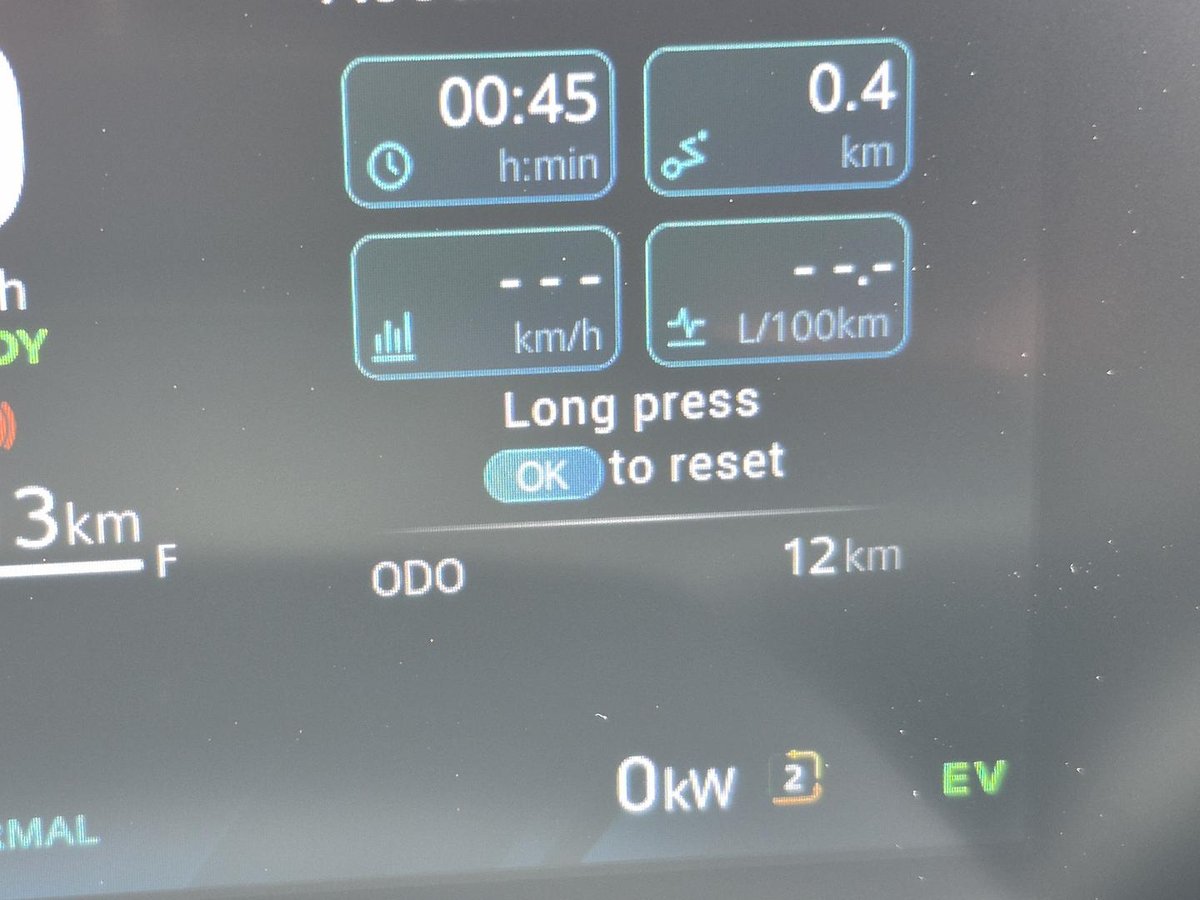 00:45
h:min
0.4
km
- - -
km/h
- -.-
L/100km
Long press
OK to reset
h
DY
3km
F
ODO
12km
0kW
2
EV
MAL